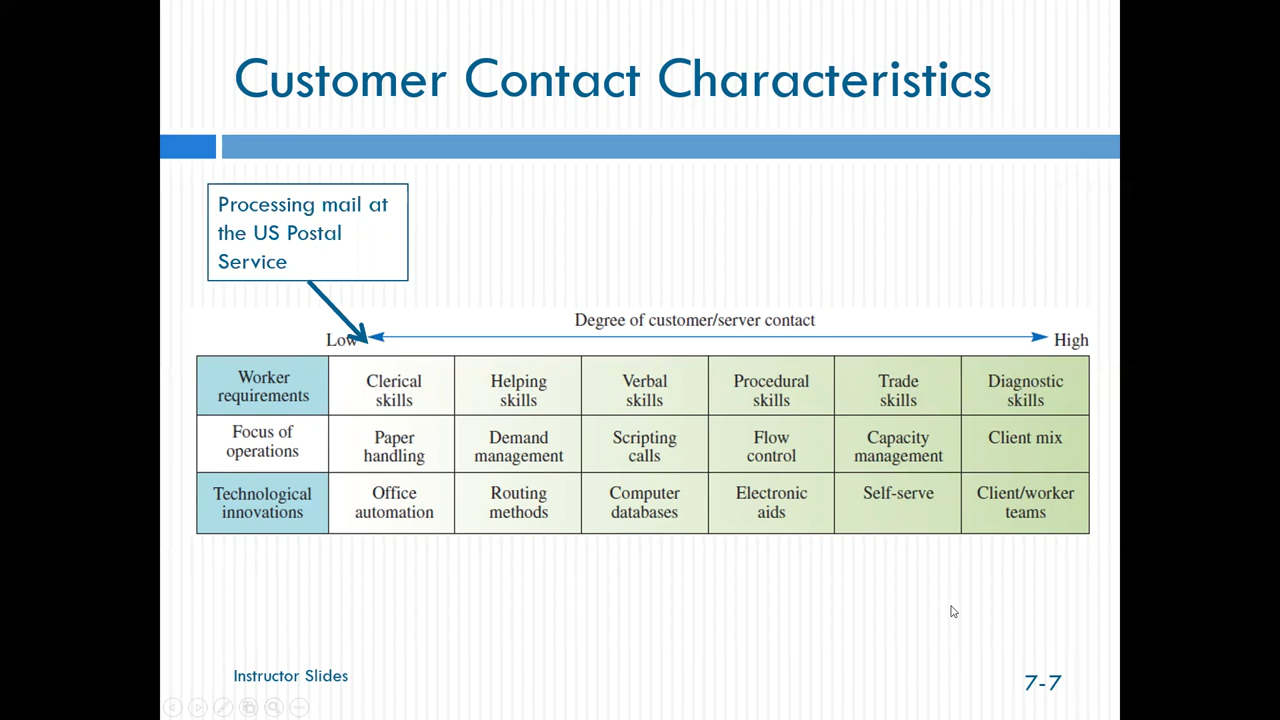 Customer Contact Characteristics
Processing mail at
the US Postal
Service
Degree of customer/server contact
Low
High
Worker
requirements
Clerical
skills
Helping
skills
Verbal
skills
Procedural
skills
Trade
skills
Diagnostic
skills
Focus of
operations
Paper
handling
Demand
management
Scripting
calls
Flow
control
Capacity
management
Client mix
Technological
innovations
Office
automation
Routing
methods
Computer
databases
Electronic
aids
Self-serve
Client/worker
teams
Instructor Slides
7-7